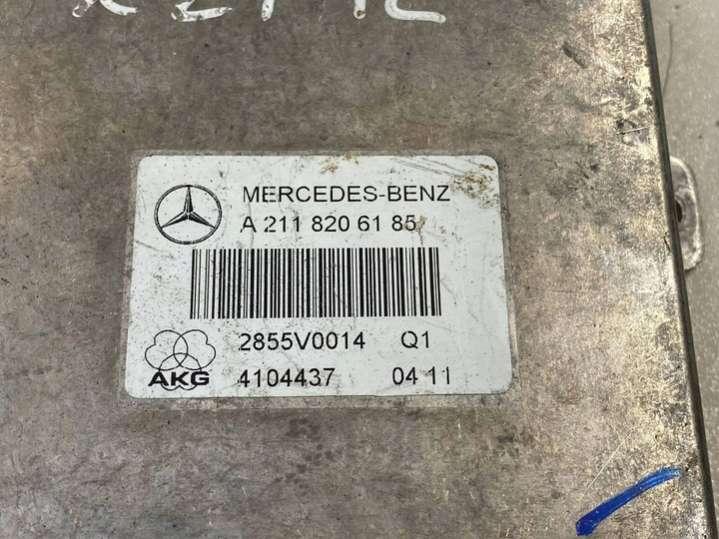 MERCEDES-BENZ
A 211 820 61 85
2855V0014 Q1
AKG 4104437 04 11